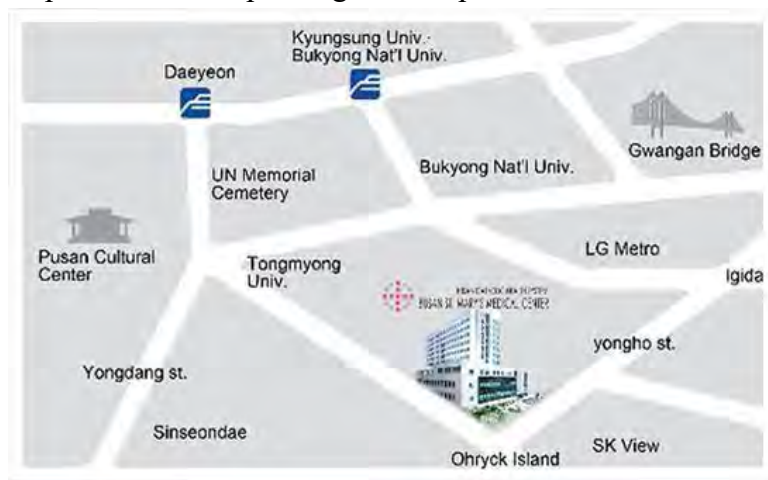 Kyungsung Univ.·
Bukyong Nat'l Univ.
Daeyeon
Gwangan Bridge
UN Memorial
Cemetery
Bukyong Nat'l Univ.
Pusan Cultural
Center
Tongmyong
Univ.
LG Metro
Igida
BUSAN ST. MARY'S MEDICAL CENTER
yongho st.
Yongdang st.
Sinseondae
SK View
Ohryck Island